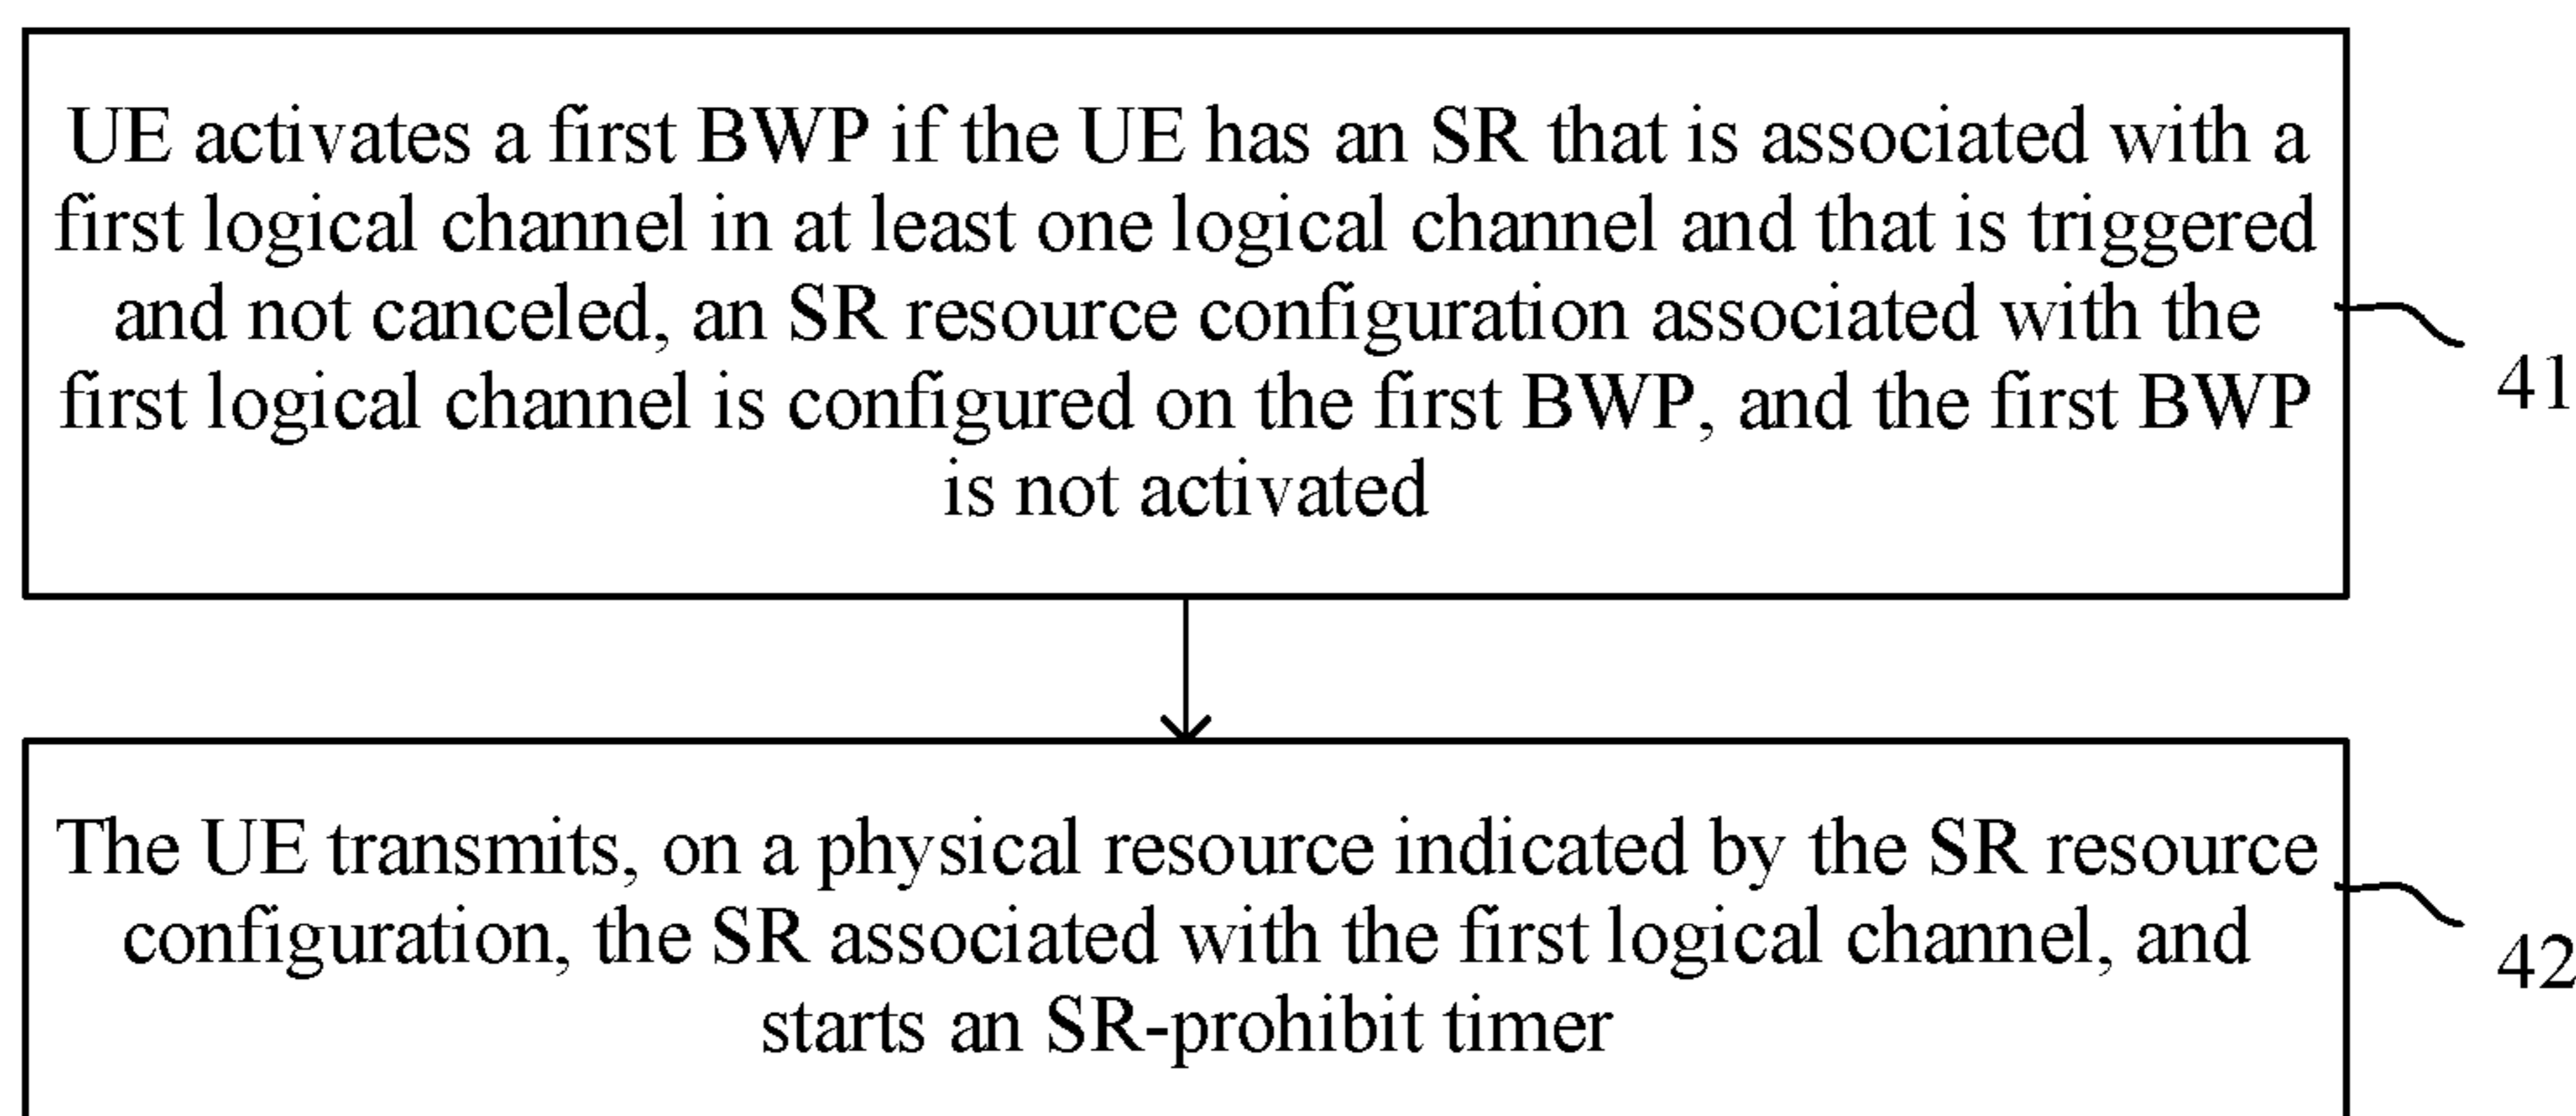 UE activates a first BWP if the UE has an SR that is associated with a
first logical channel in at least one logical channel and that is triggered
and not canceled, an SR resource configuration associated with the
first logical channel is configured on the first BWP, and the first BWP
is not activated
41
The UE transmits, on a physical resource indicated by the SR resource
configuration, the SR associated with the first logical channel, and
starts an SR-prohibit timer
42